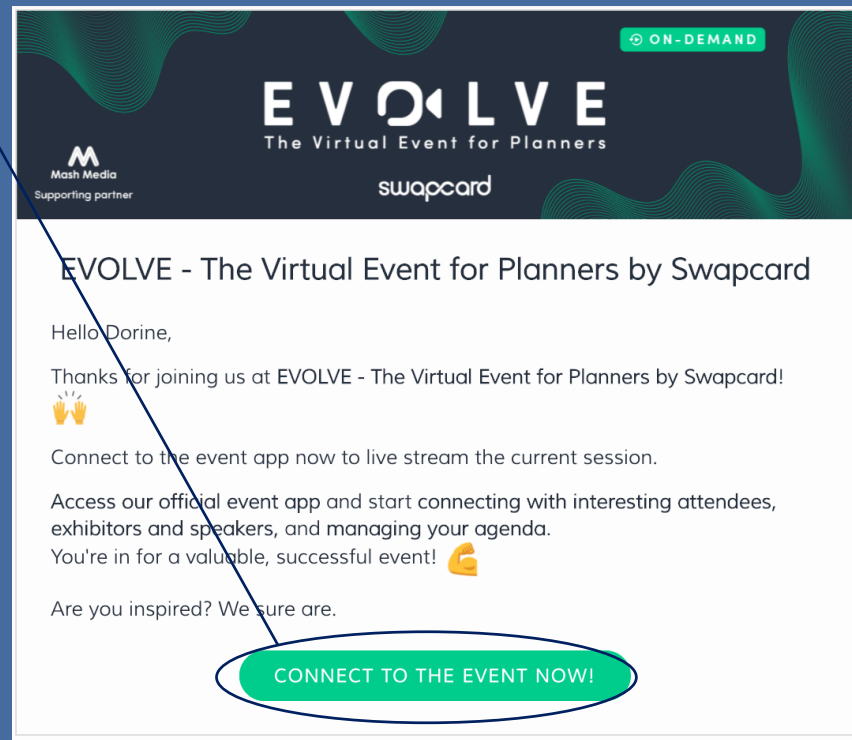 ON-DEMAND
EVOLVE
The Virtual Event for Planners
Mash Media
Supporting partner
swapcard
EVOLVE - The Virtual Event for Planners by Swapcard
Hello Dorine,
Thanks for joining us at EVOLVE - The Virtual Event for Planners by Swapcard!
🙌
Connect to the event app now to live stream the current session.
Access our official event app and start connecting with interesting attendees,
exhibitors and speakers, and managing your agenda.
You're in for a valuable, successful event! 💪
Are you inspired? We sure are.
CONNECT TO THE EVENT NOW!